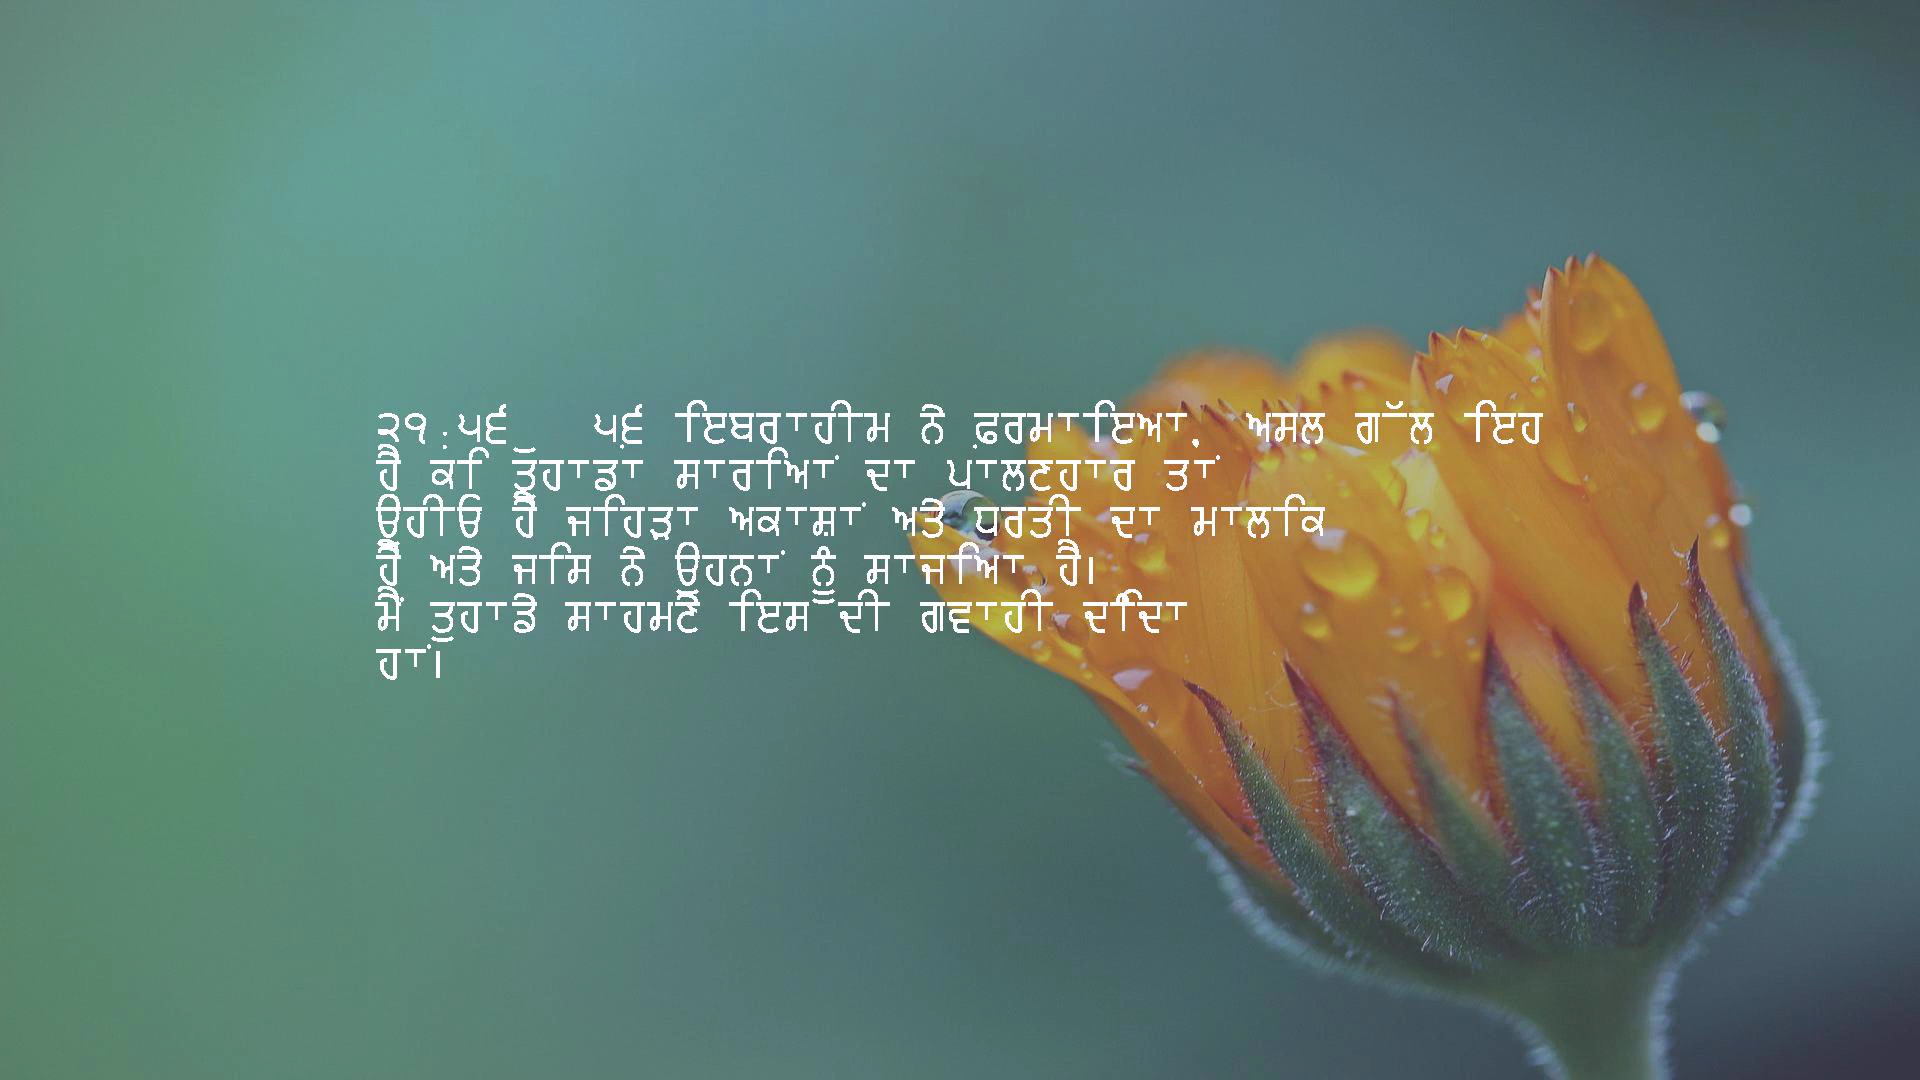 ੨੧:੫੬   ੫੬ ਇਬਰਾਹੀਮ ਨੇ ਫ਼ਰਮਾਇਆ, ਅਸਲ ਗੱਲ ਇਹ
ਹੈ ਕਿ ਤੁਹਾਡਾ ਸਾਰਿਆਂ ਦਾ ਪਾਲਣਹਾਰ ਤਾਂ
ਉਹੀਓ ਹੈ ਜਿਹੜਾ ਅਕਾਸ਼ਾਂ ਅਤੇ ਧਰਤੀ ਦਾ ਮਾਲਿਕ
ਹੈ ਅਤੇ ਜਿਸ ਨੇ ਉਹਨਾਂ ਨੂੰ ਸਾਜਿਆ ਹੈ।
ਮੈਂ ਤੁਹਾਡੇ ਸਾਹਮਣੇ ਇਸ ਦੀ ਗਵਾਹੀ ਦਿੰਦਾ
ਹਾਂ।